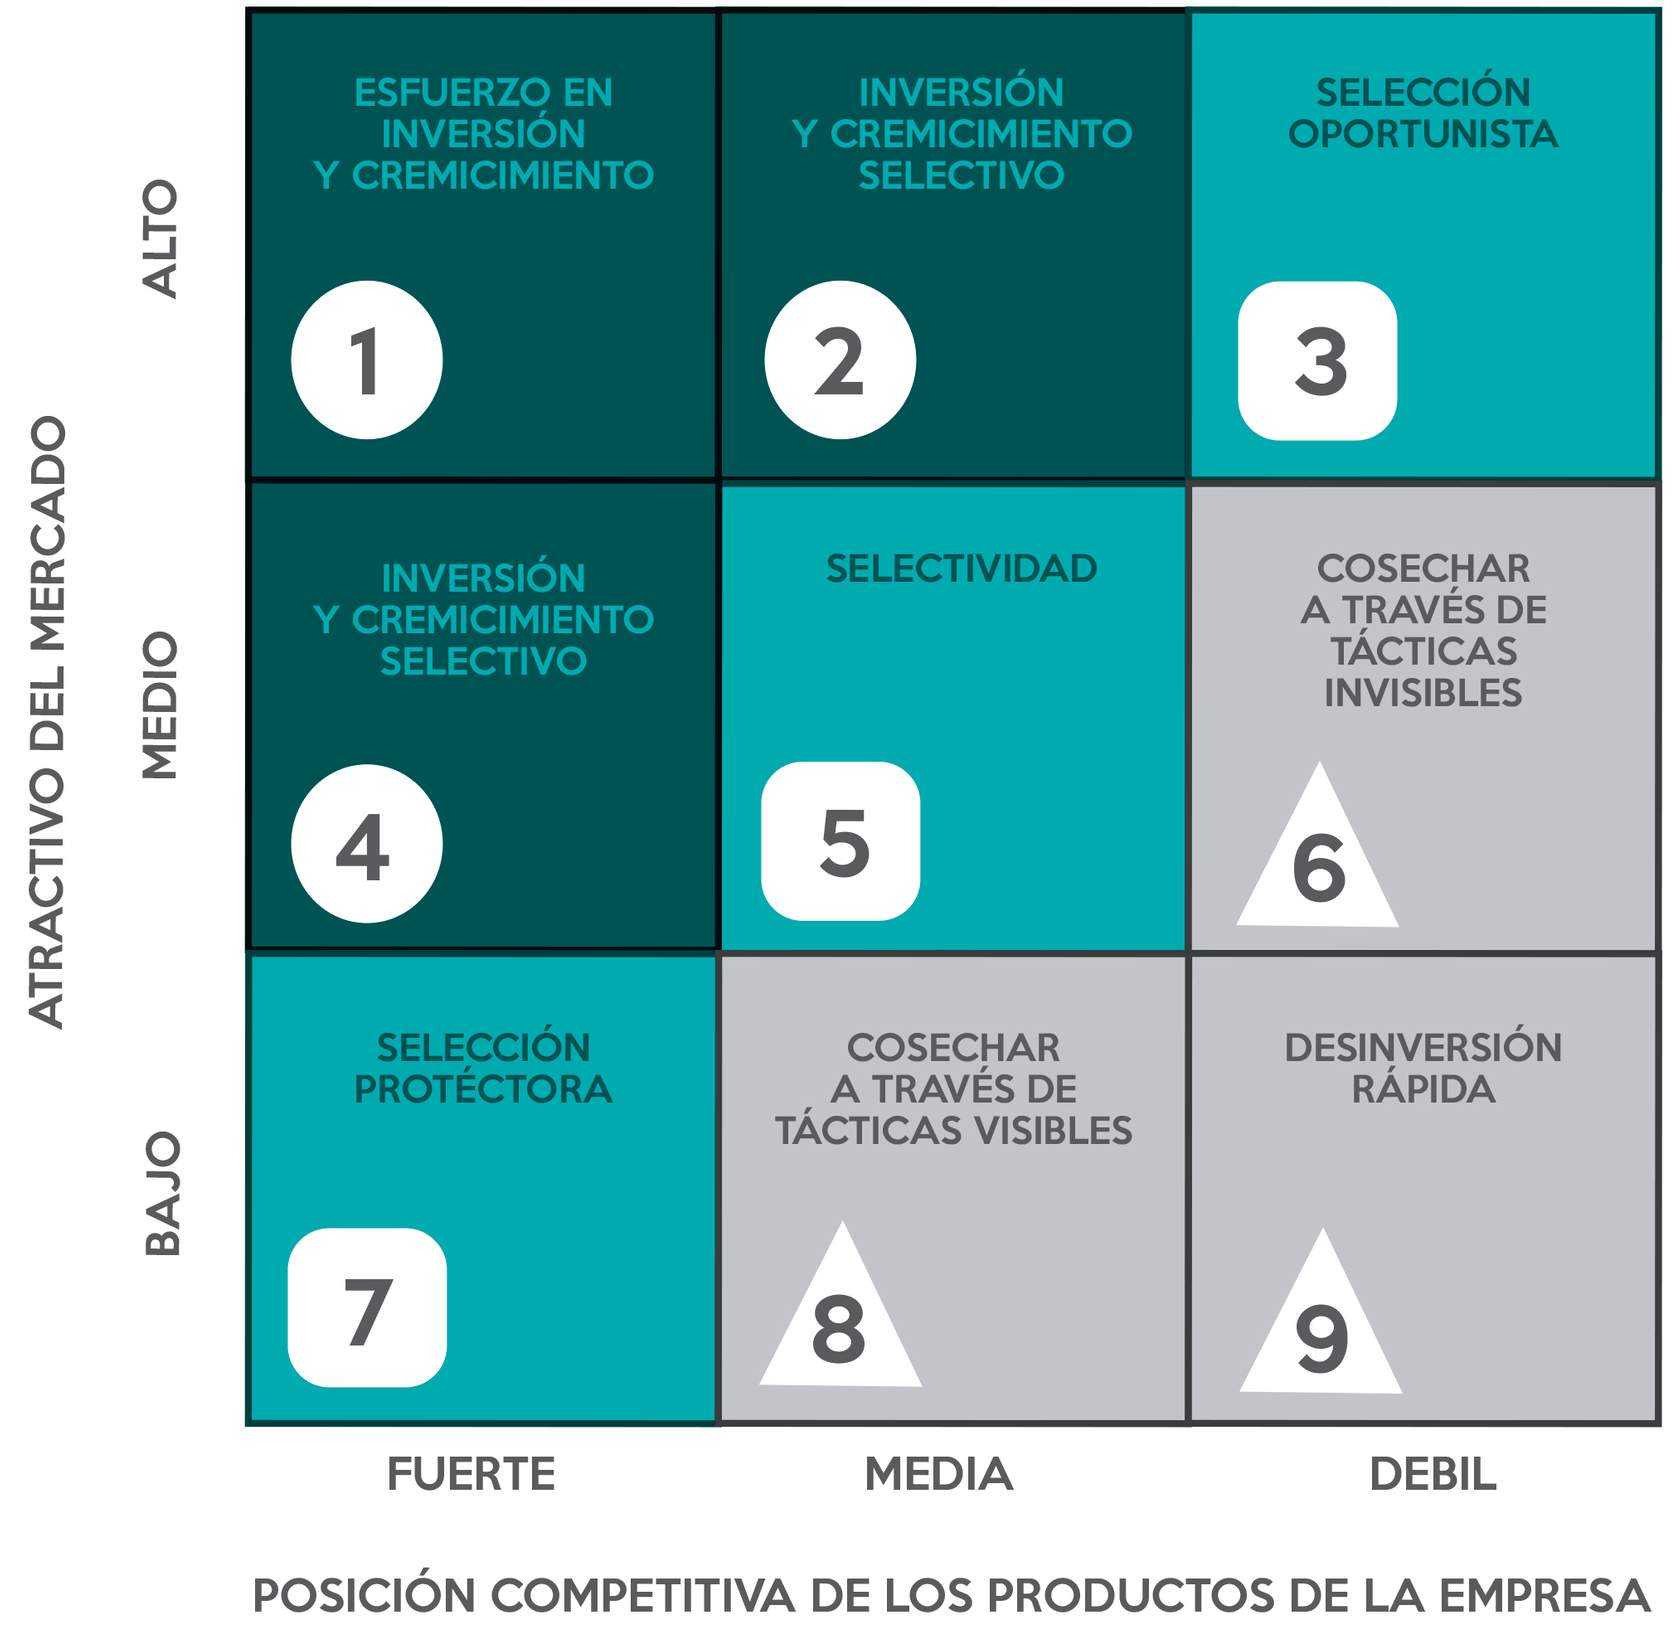 ATRACTIVO DEL MERCADO
ALTO
ESFUERZO EN
INVERSIÓN
Y CREMICIMIENTO
1
INVERSIÓN
Y CREMICIMIENTO
SELECTIVO
2
SELECCIÓN
OPORTUNISTA
3
MEDIO
INVERSIÓN
Y CREMICIMIENTO
SELECTIVO
4
SELECTIVIDAD
5
COSECHAR
A TRAVÉS DE
TÁCTICAS
INVISIBLES
6
BAJO
SELECCIÓN
PROTÉCTORA
7
COSECHAR
A TRAVÉS DE
TÁCTICAS VISIBLES
8
DESINVERSIÓN
RÁPIDA
9
FUERTE
MEDIA
DEBIL
POSICIÓN COMPETITIVA DE LOS PRODUCTOS DE LA EMPRESA